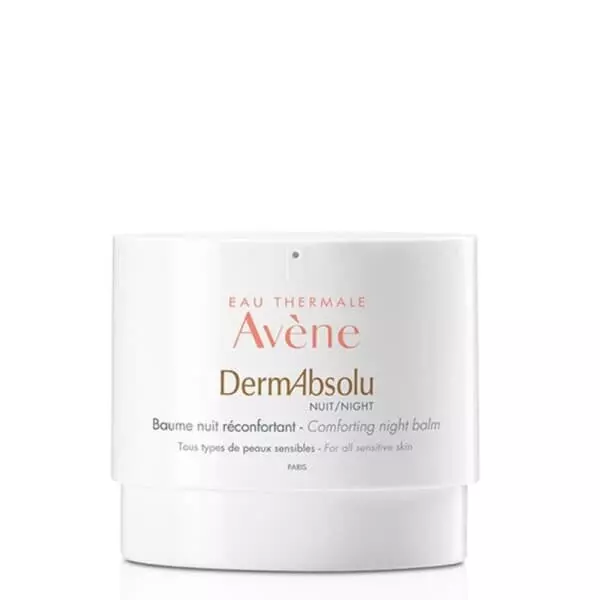 EAU THERMALE
Avène
DermAbsolu
NUIT/NIGHT
Baume nuit réconfortant - Comforting night balm
Tous types de peaux sensibles - For all sensitive skin
PARIS